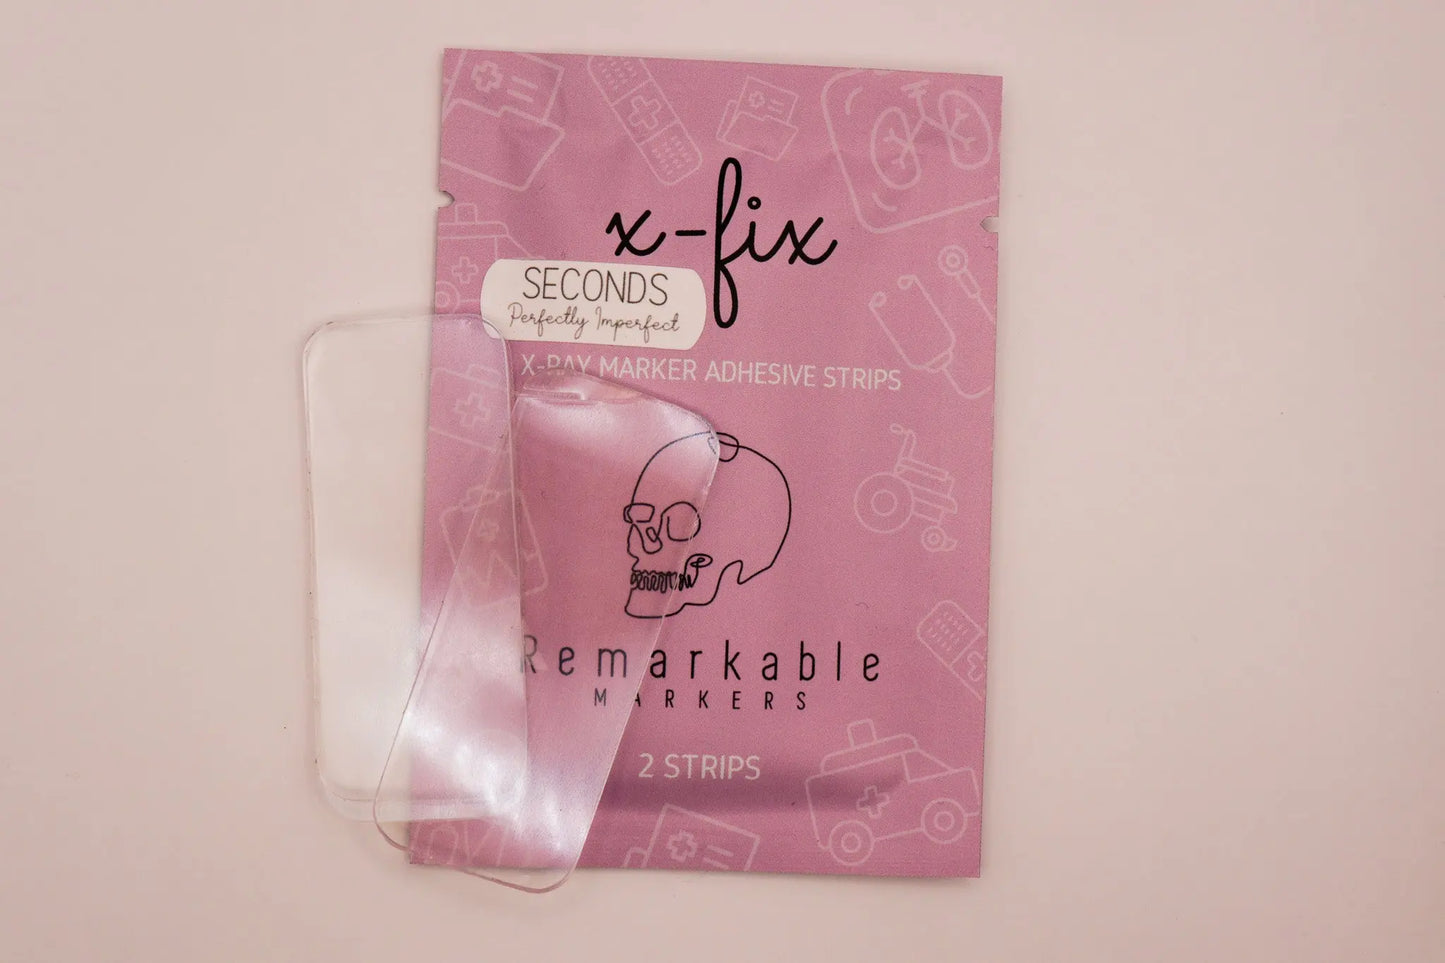 x-fix
SECONDS
Perfectly Imperfect
X-RAY MARKER ADHESIVE STRIPS
Remarkable
MARKERS
2 STRIPS